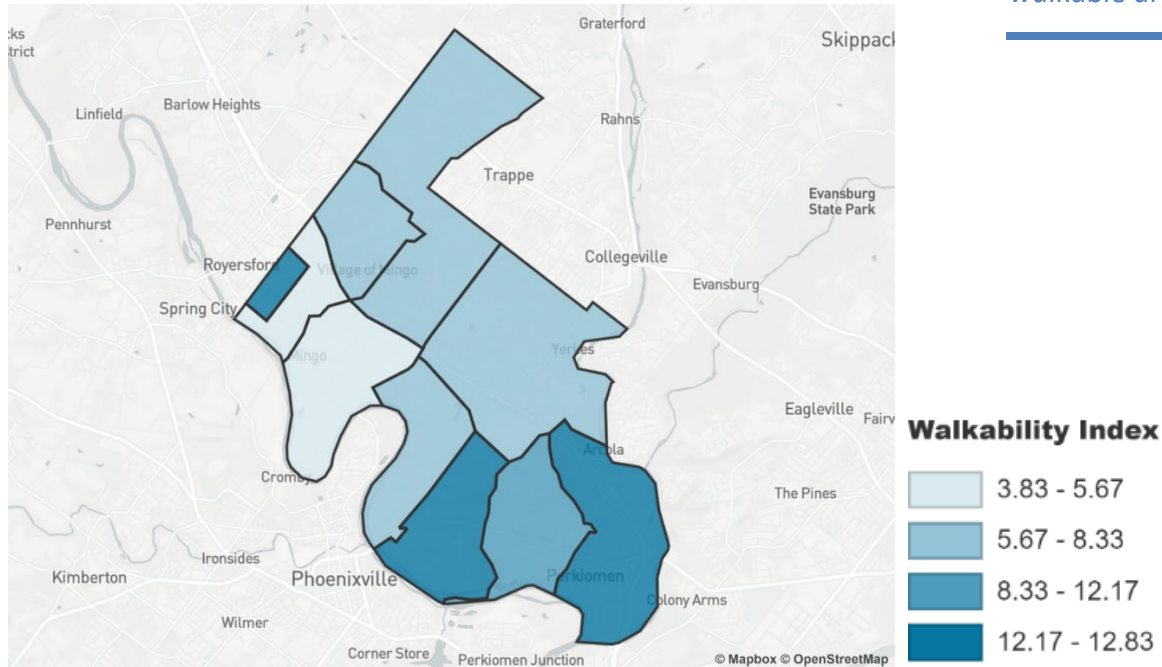 Graterford
Skippack
Barlow Heights
Linfield
Rahns
Trappe
Evansburg
State Park
Pennhurst
Collegeville
Royersford
Village of Mingo
Evansburg
Spring City
Mingo
Yerkes
Eagleville
Arcola
Cromby
The Pines
Ironsides
Kimberton
Phoenixville
Perkiomen
Colony Arms
Wilmer
Corner Store
Perkiomen Junction
© Mapbox © OpenStreetMap
Walkability Index
3.83 - 5.67
5.67 - 8.33
8.33 - 12.17
12.17 - 12.83